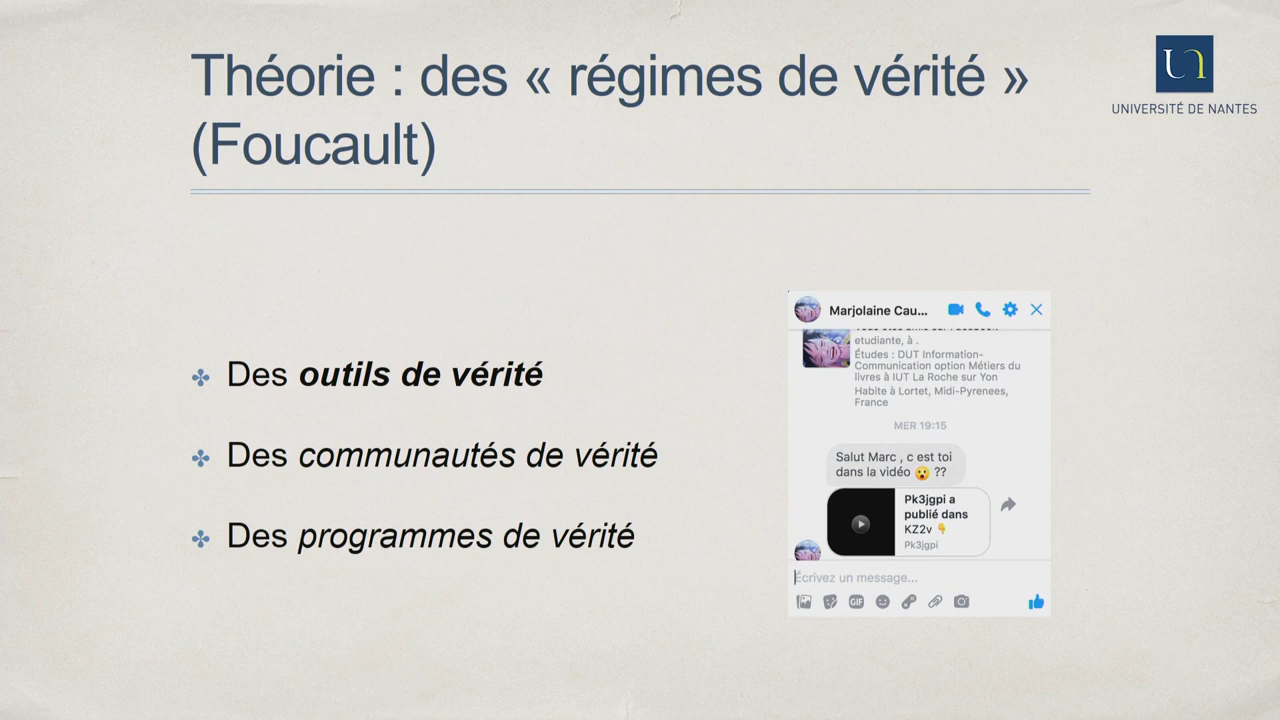 Théorie : des « régimes de vérité »
(Foucault)
UNIVERSITÉ DE NANTES
Des outils de vérité
Des communautés de vérité
Des programmes de vérité
Marjolaine Cau...
etudiante, à .
Études : DUT Information-
Communication option Métiers du
livres à IUT La Roche sur Yon
Habite à Lortet, Midi-Pyrenees,
France
MER 19:15
Salut Marc , c est toi
dans la vidéo 😮 ??
Pk3jgpi a
publié dans
KZ2v 👇
Pk3jgpi
Écrivez un message...
GIF